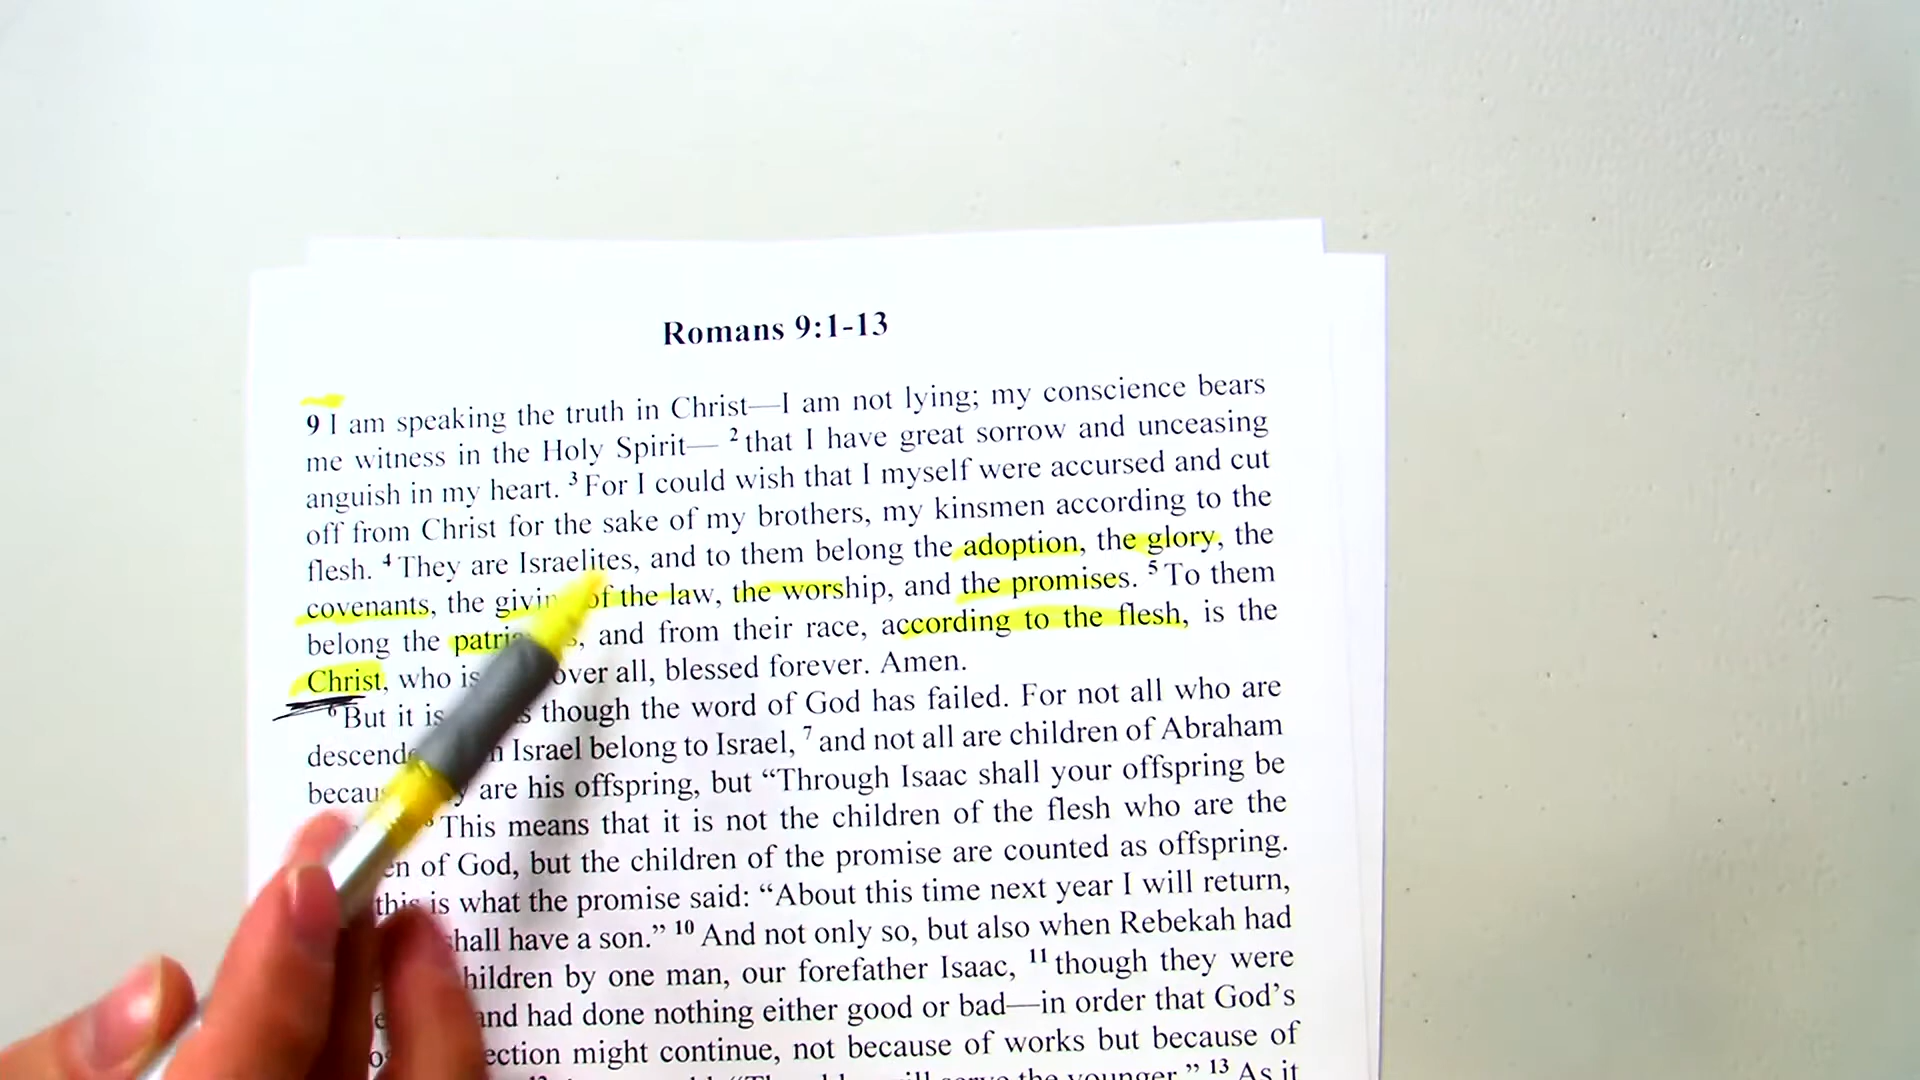 Romans 9:1-13
9 I am speaking the truth in Christ—I am not lying; my conscience bears
me witness in the Holy Spirit— 2 that I have great sorrow and unceasing
anguish in my heart. 3 For I could wish that I myself were accursed and cut
off from Christ for the sake of my brothers, my kinsmen according to the
flesh. 4 They are Israelites, and to them belong the adoption, the glory, the
covenants, the of the law, the worship, and the promises. 5 To them
belong the and from their race, according to the flesh, is the
Christ, who is over all, blessed forever. Amen.
6 But it is though the word of God has failed. For not all who are
Israel belong to Israel, 7 and not all are children of Abraham
are his offspring, but “Through Isaac shall your offspring be
This means that it is not the children of the flesh who are the
of God, but the children of the promise are counted as offspring.
this is what the promise said: “About this time next year I will return,
shall have a son.” 10 And not only so, but also when Rebekah had
by one man, our forefather Isaac, 11 though they were
and had done nothing either good or bad—in order that God’s
might continue, not because of works but because of
the younger.” 13 As it